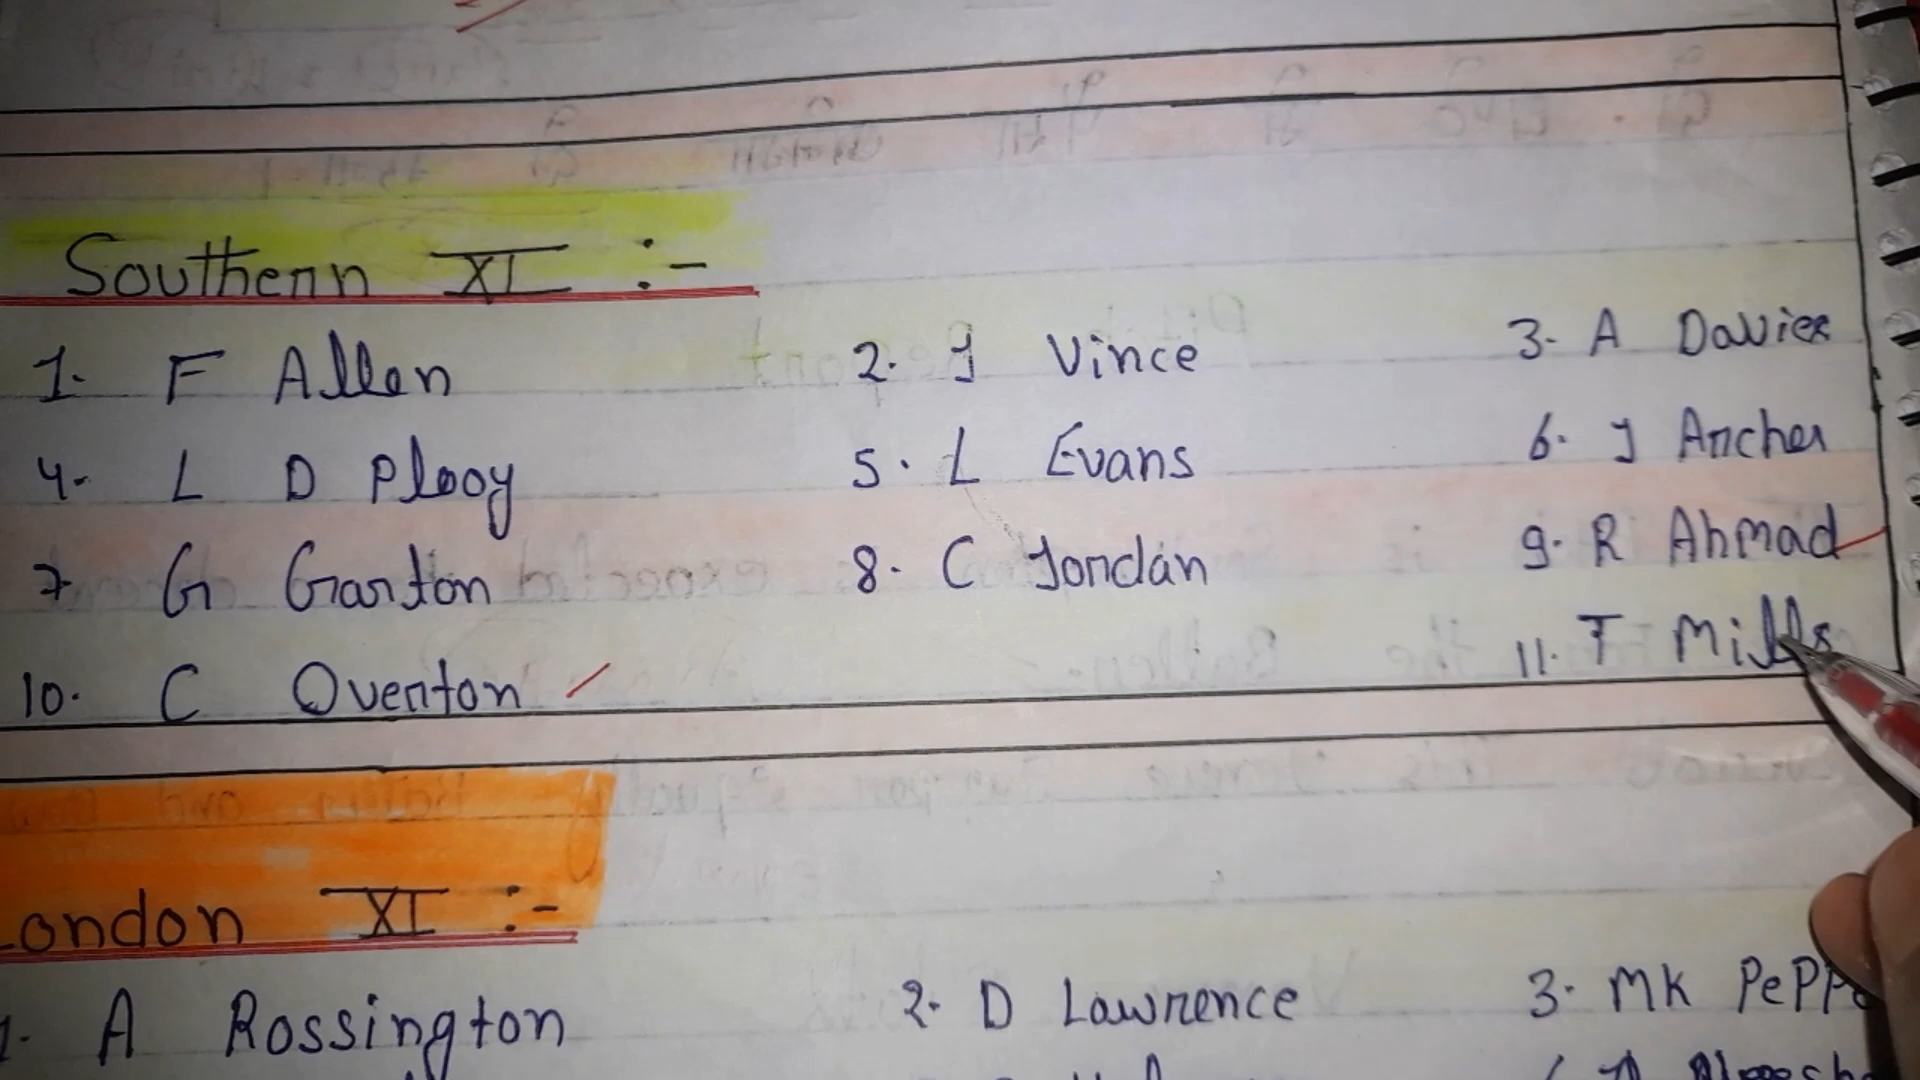 Southern XI :-
1. F Allen 2. J Vince 3. A Davies
4. L D Plooy 5. L Evans 6. J Archer
7 G Garton 8. C Jordan 9. R Ahmad
10. C Overton 11. T Mills
London XI :-
1. A Rossington 2. D Lawrence 3. MK